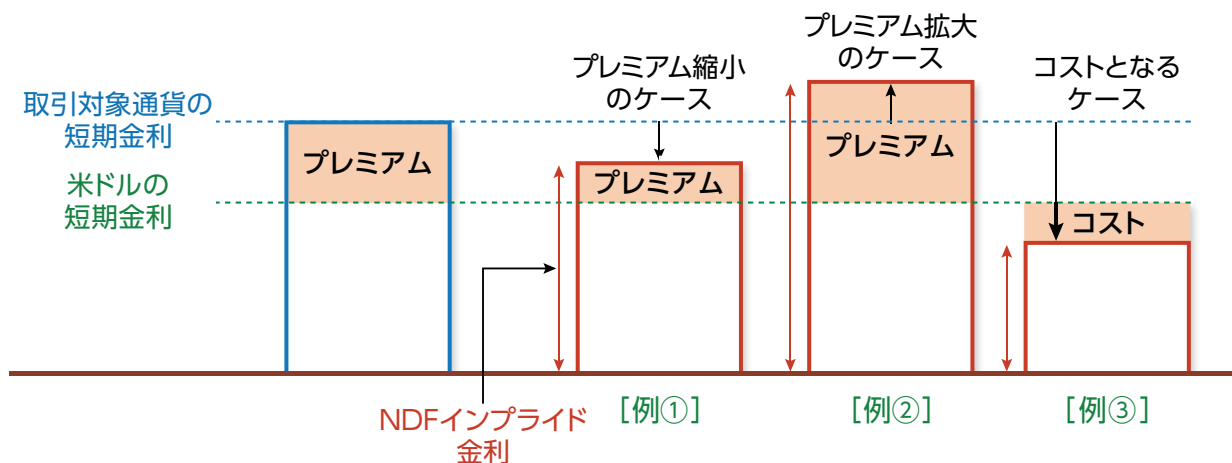 プレミアム拡大
のケース
プレミアム縮小
のケース
コストとなる
ケース
取引対象通貨の
短期金利
プレミアム
プレミアム
プレミアム
米ドルの
短期金利
コスト
NDFインプライド
金利
［例①］
［例②］
［例③］